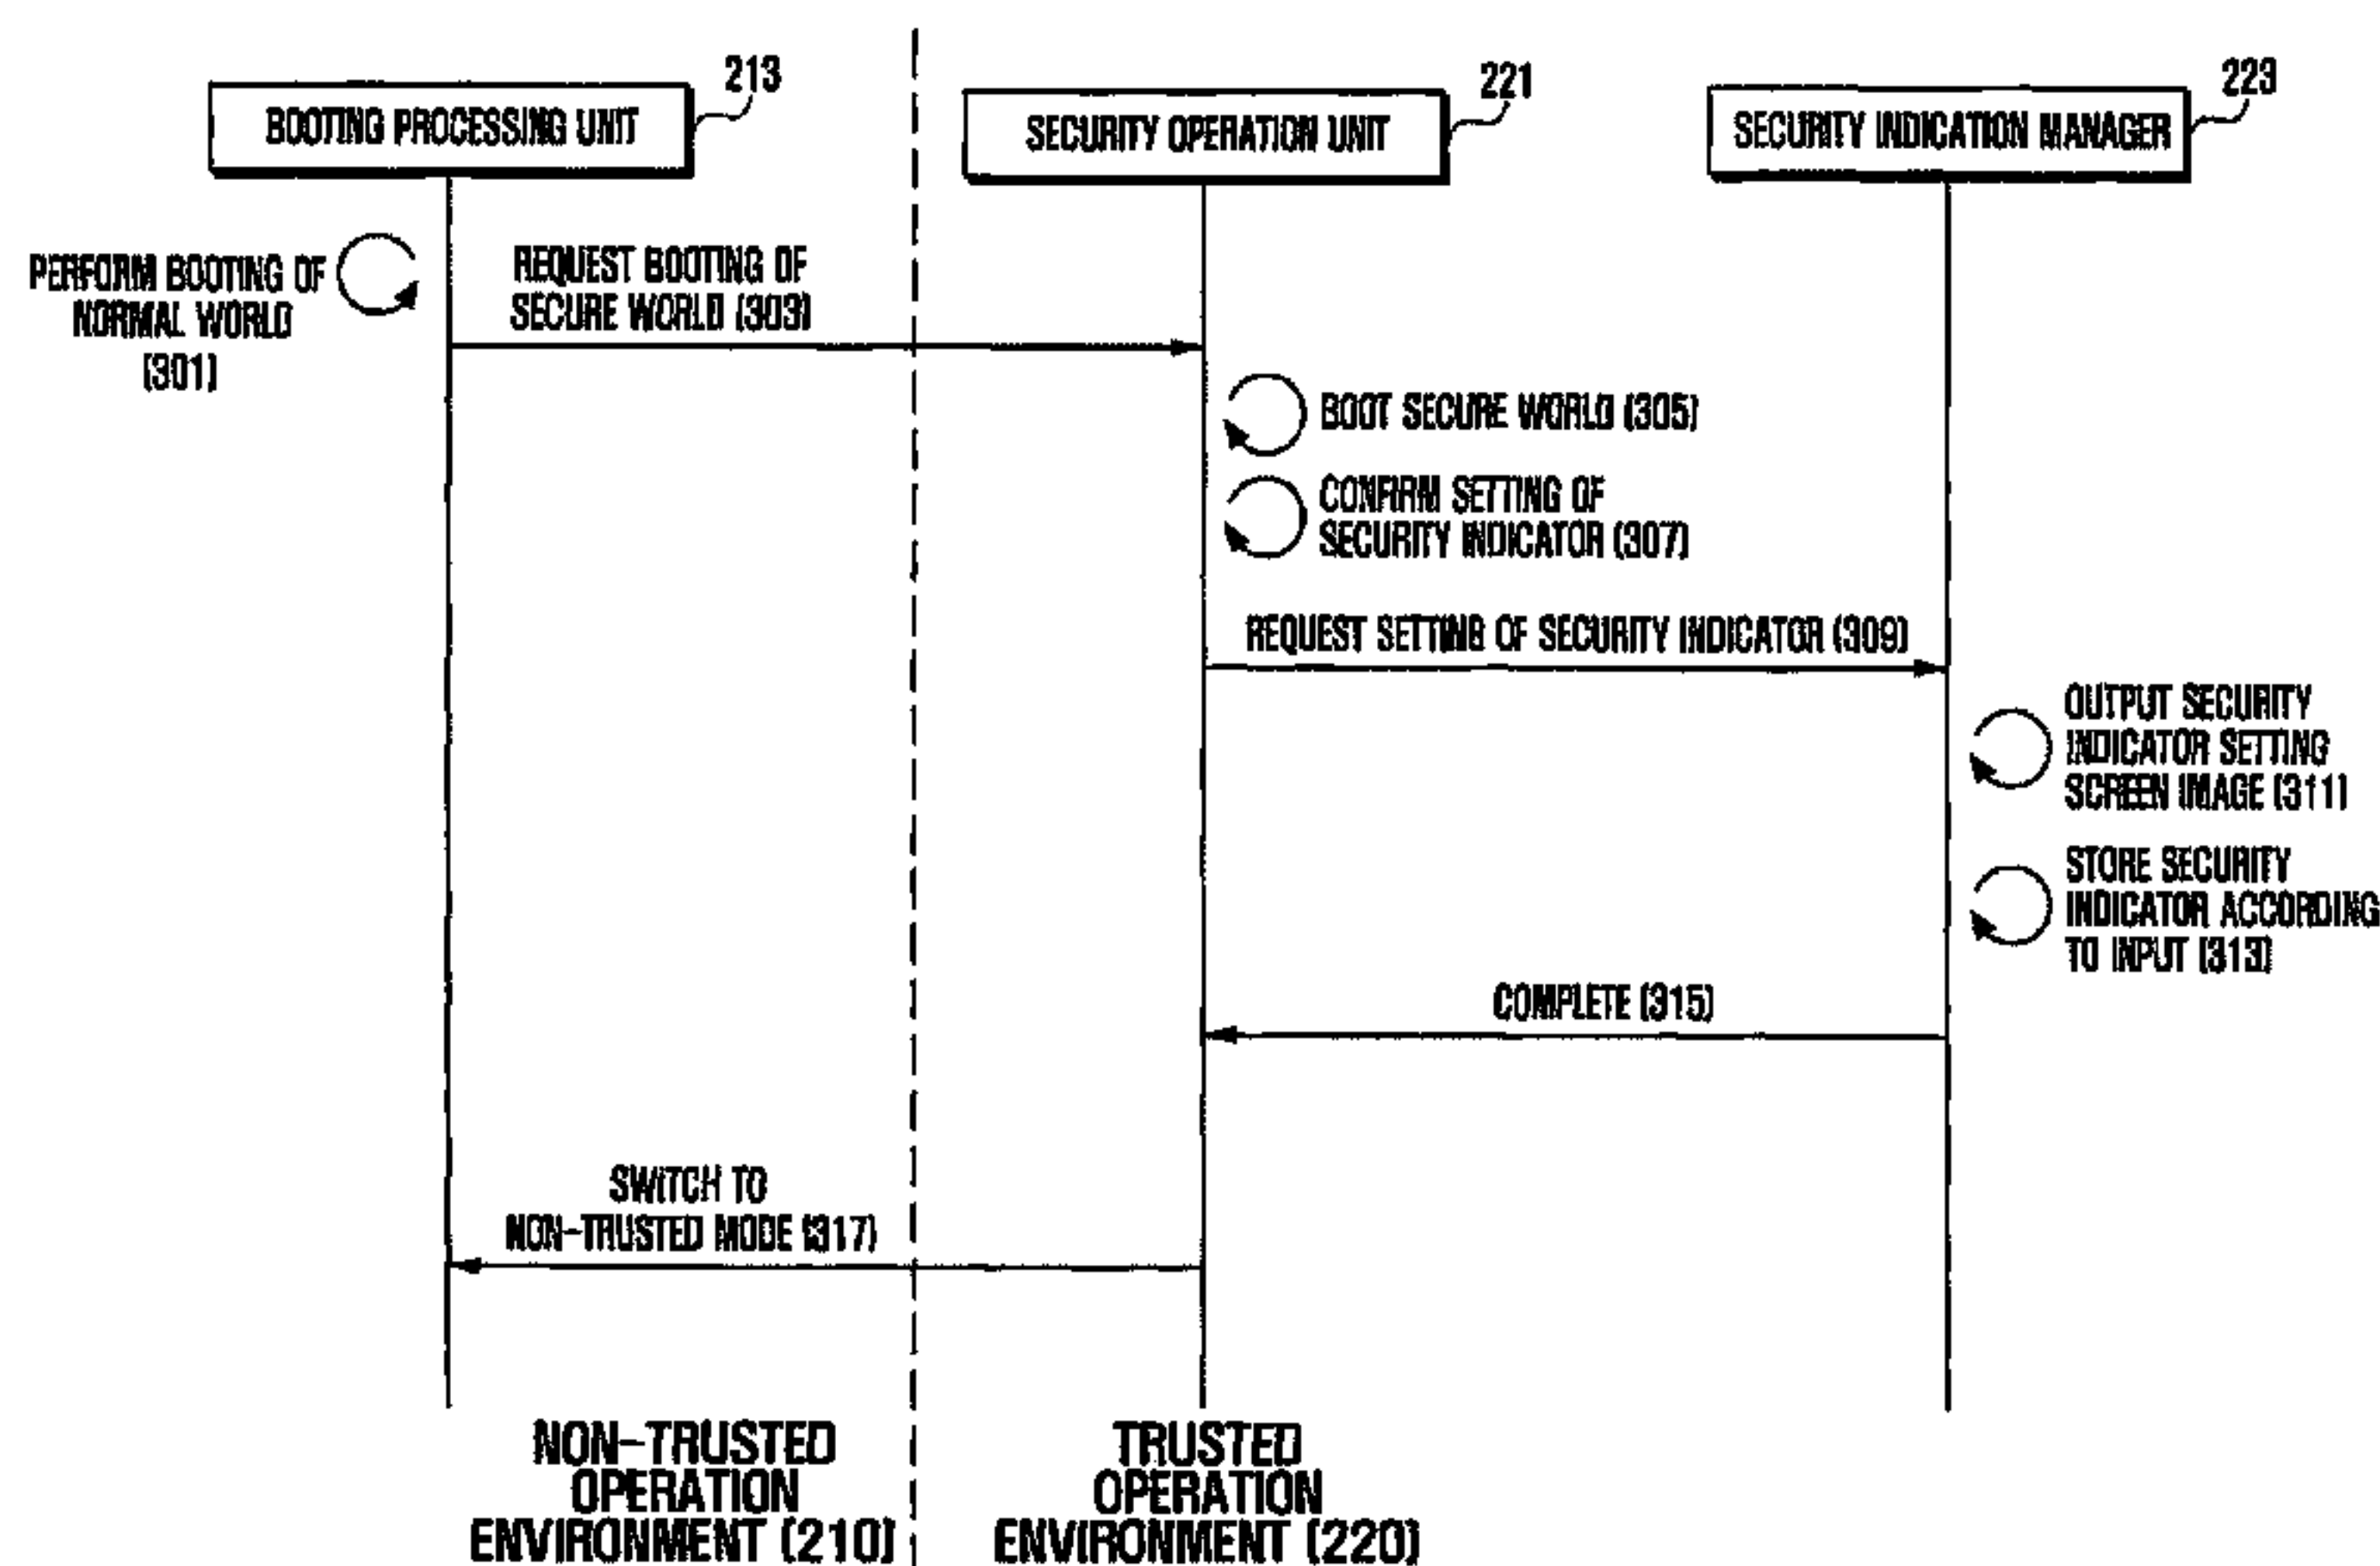 213
BOOTING PROCESSING UNIT
221
SECURITY OPERATION UNIT
223
SECURITY INDICATION MANAGER
PERFORM BOOTING OF
NORMAL WORLD
(301)
REQUEST BOOTING OF
SECURE WORLD (303)
BOOT SECURE WORLD (305)
CONFIRM SETTING OF
SECURITY INDICATOR (307)
REQUEST SETTING OF SECURITY INDICATOR (309)
OUTPUT SECURITY
INDICATOR SETTING
SCREEN IMAGE (311)
STORE SECURITY
INDICATOR ACCORDING
TO INPUT (313)
COMPLETE (315)
SWITCH TO
NON-TRUSTED MODE (317)
NON-TRUSTED
OPERATION
ENVIRONMENT (210)
TRUSTED
OPERATION
ENVIRONMENT (220)